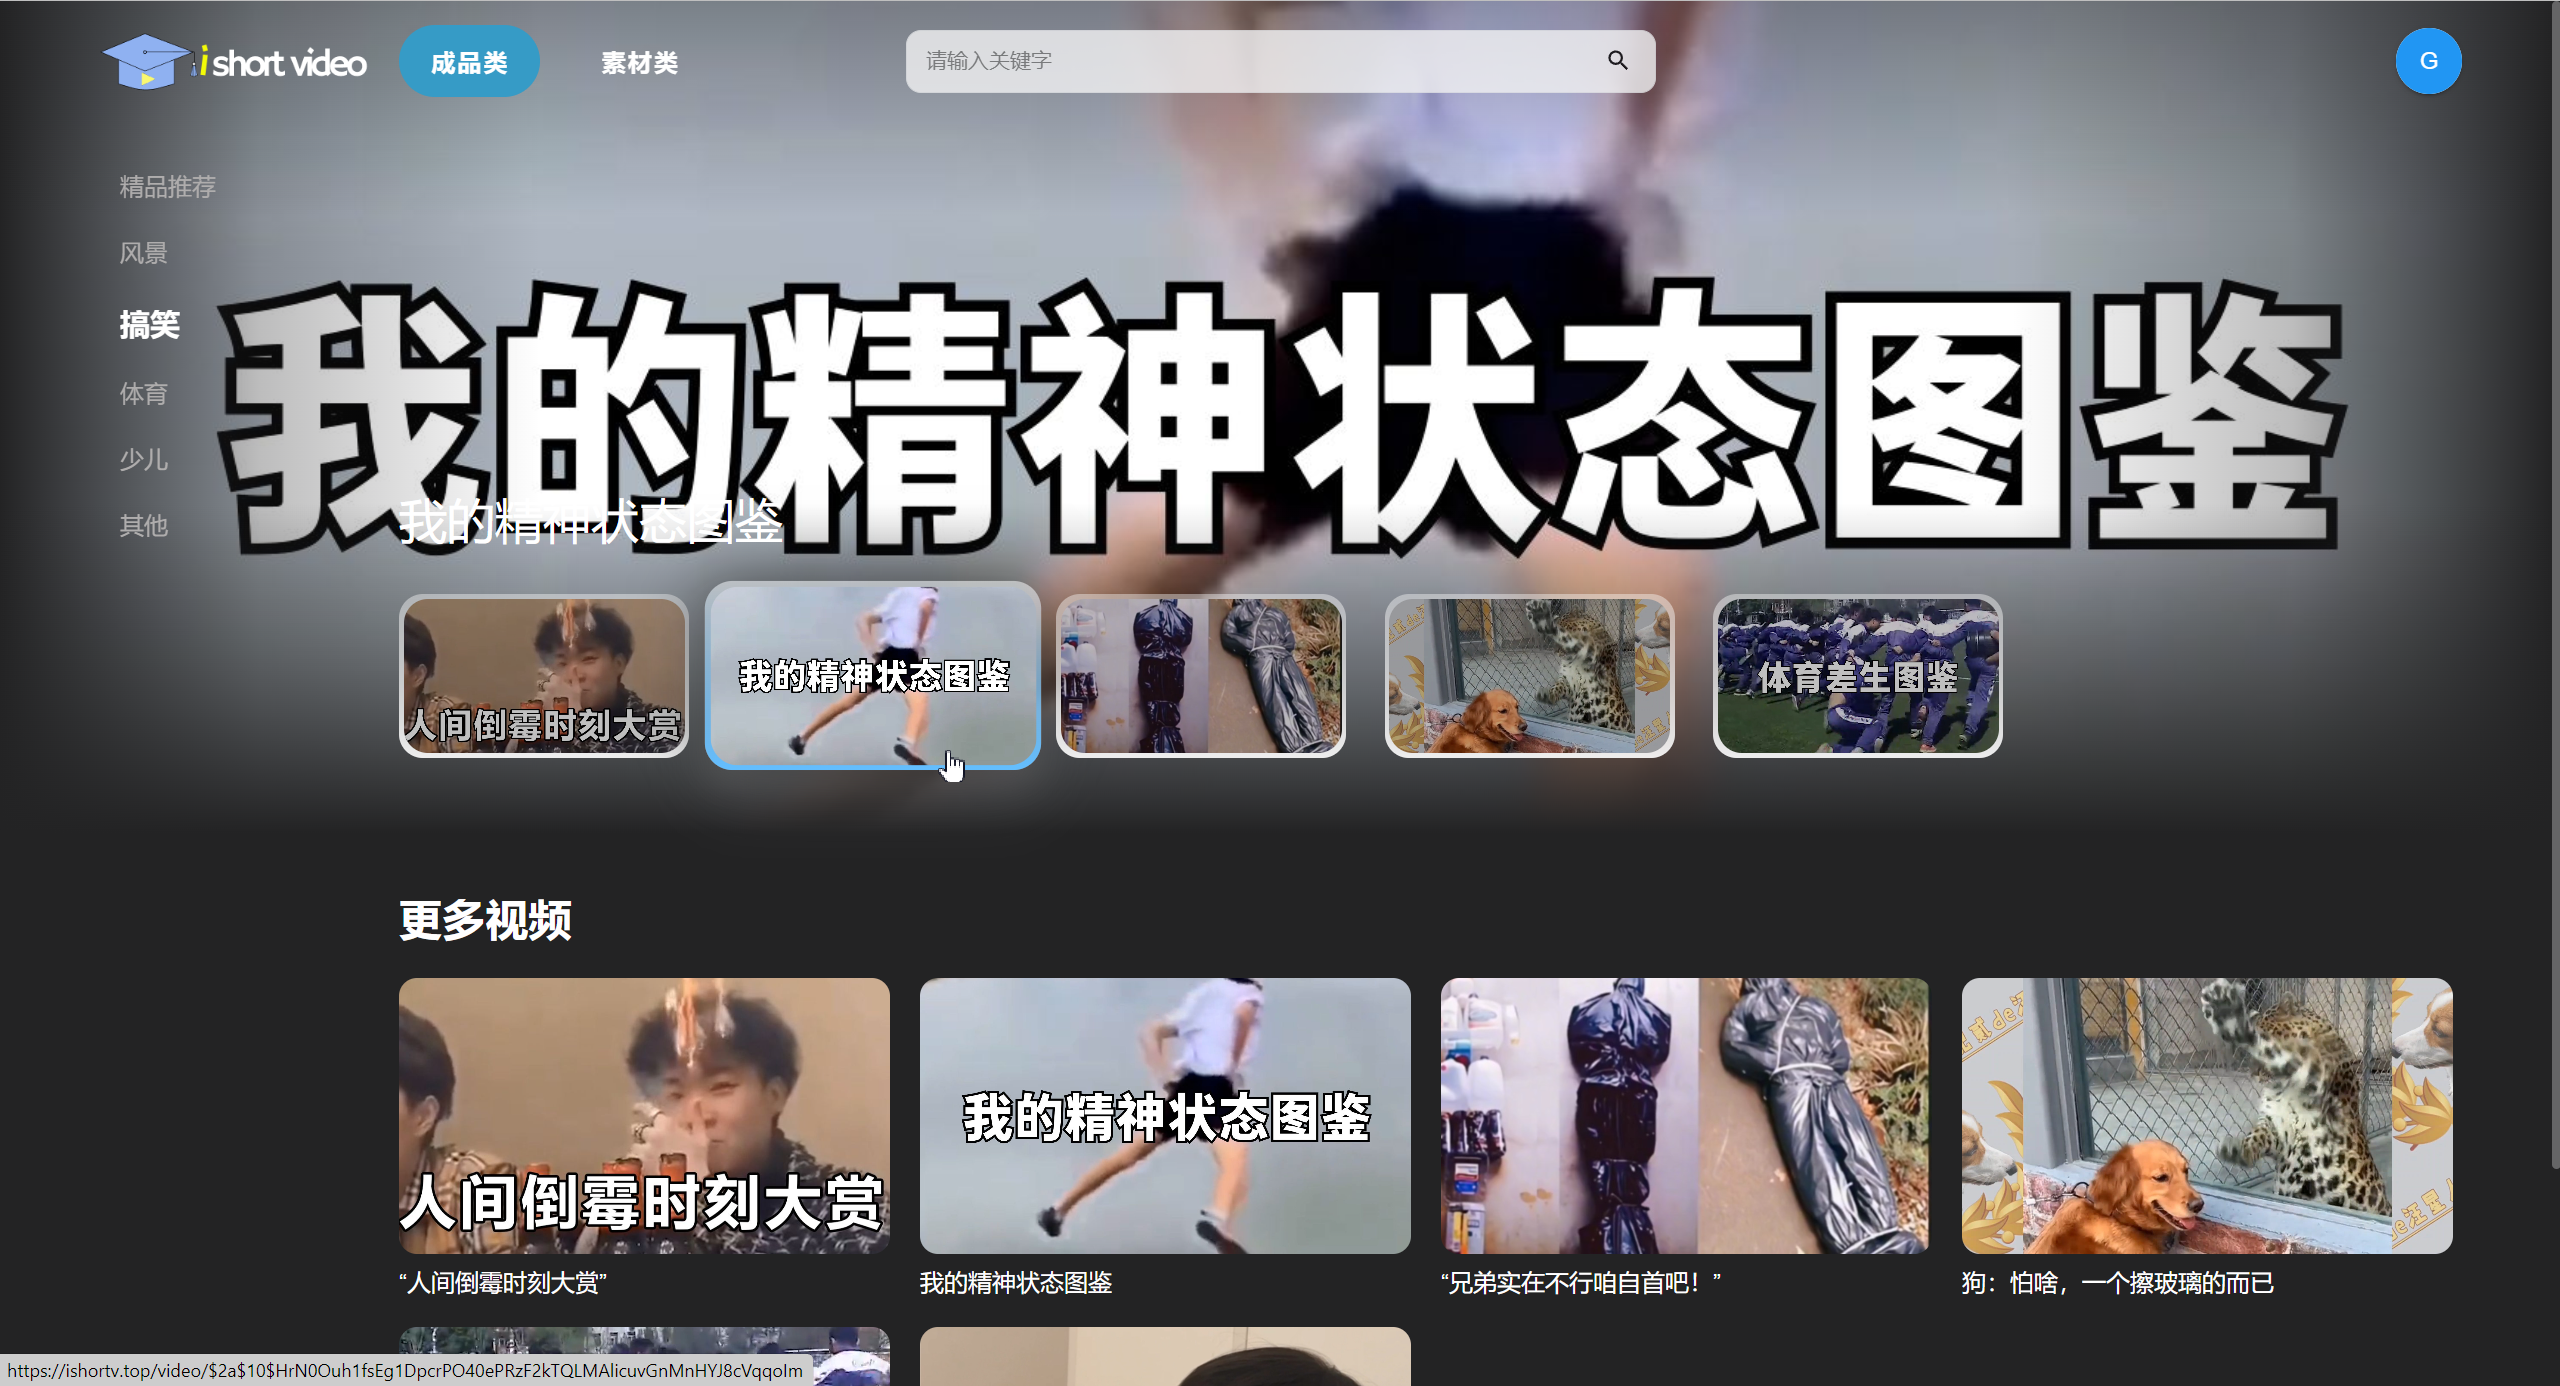 i short video
成品类
素材类
请输入关键字
G
精品推荐
风景
搞笑
体育
少儿
其他
我的精神状态图鉴
我的精神状态图鉴
人间倒霉时刻大赏
我的精神状态图鉴
体育差生图鉴
更多视频
人间倒霉时刻大赏
我的精神状态图鉴
“人间倒霉时刻大赏”
我的精神状态图鉴
“兄弟实在不行咱自首吧！”
狗：怕啥，一个擦玻璃的而已
https://ishortv.top/video/$2a$10$HrN0Ouh1fsEg1DpcrPO40ePRzF2kTQLMAlicuvGnMnHYJ8cVqqoIm